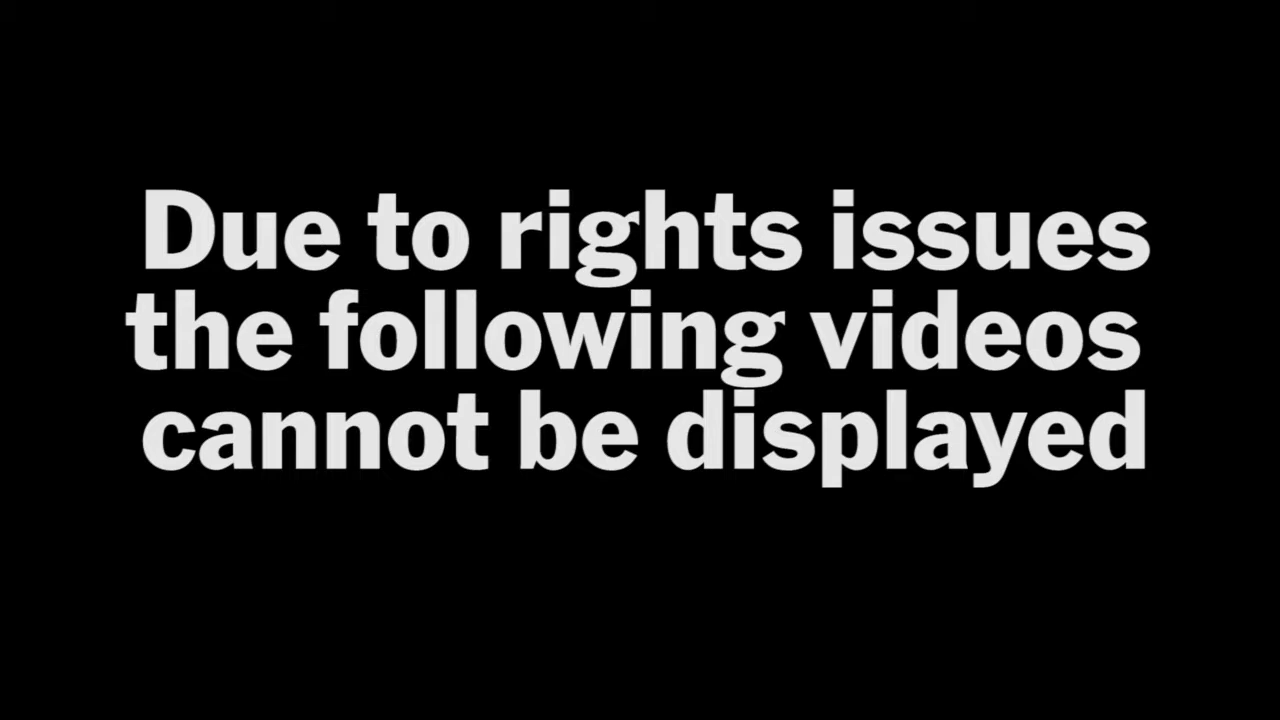 Due to rights issues
the following videos
cannot be displayed